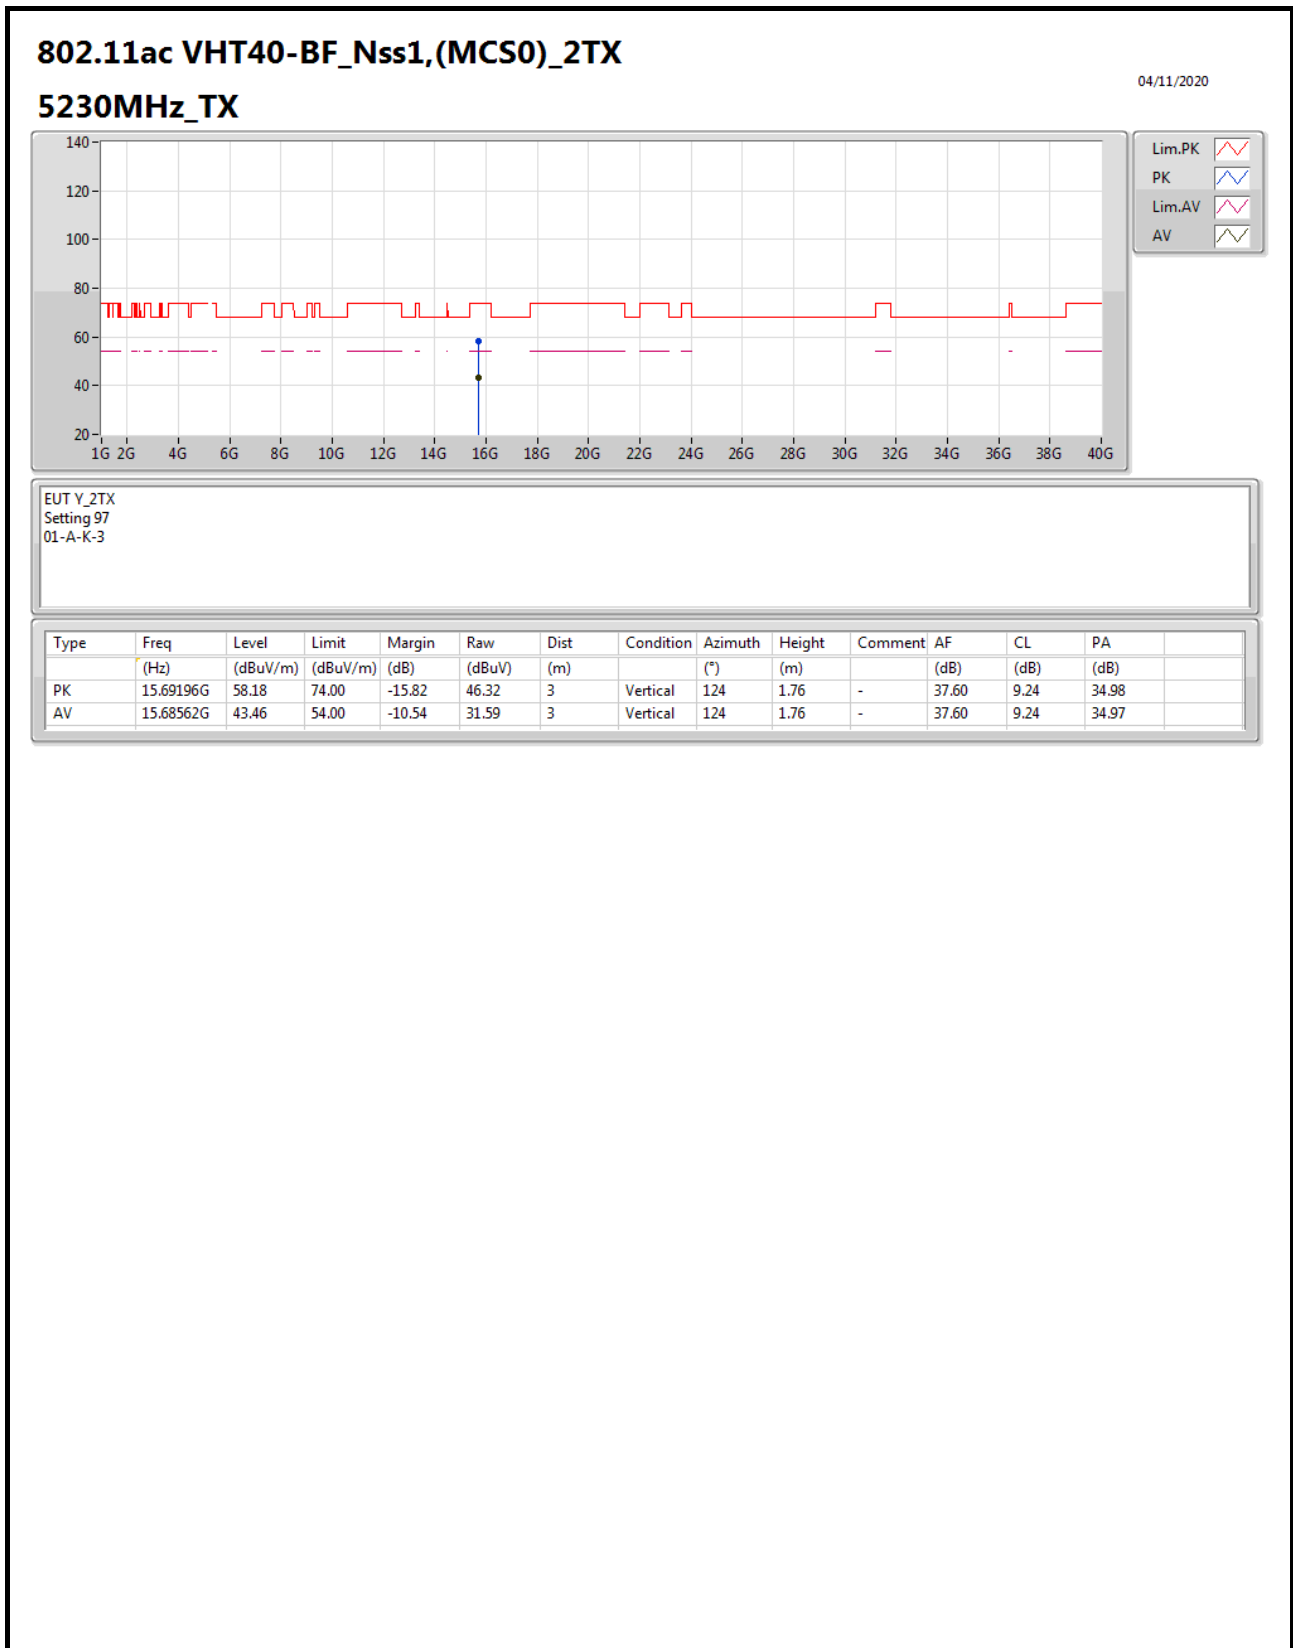 802.11ac VHT40-BF_Nss1,(MCS0)_2TX
04/11/2020
5230MHz_TX
140
120
100
80
60
40
20
1G 2G 4G 6G 8G 10G 12G 14G 16G 18G 20G 22G 24G 26G 28G 30G 32G 34G 36G 38G 40G
Lim.PK
PK
Lim.AV
AV
EUT Y_2TX
Setting 97
01-A-K-3
Type Freq Level Limit Margin Raw Dist Condition Azimuth Height Comment AF CL PA
(Hz) (dBuV/m) (dBuV/m) (dB) (dBuV) (m) (°) (m) (dB) (dB) (dB)
PK 15.69196G 58.18 74.00 -15.82 46.32 3 Vertical 124 1.76 - 37.60 9.24 34.98
AV 15.68562G 43.46 54.00 -10.54 31.59 3 Vertical 124 1.76 - 37.60 9.24 34.97